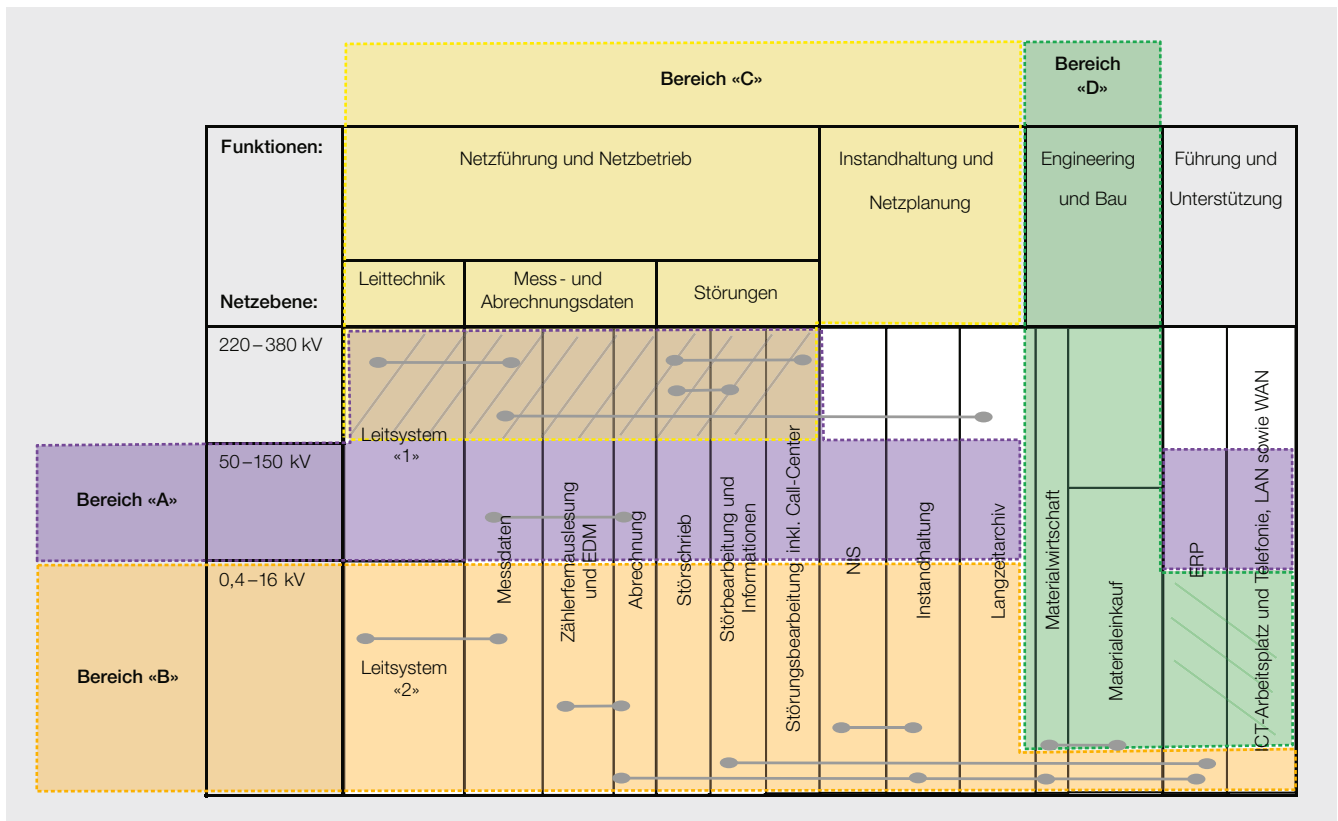 Bereich «C»
Bereich
«D»
Funktionen:
Netzführung und Netzbetrieb
Instandhaltung und
Netzplanung
Engineering
und Bau
Führung und
Unterstützung
Netzebene:
Leittechnik
Mess- und
Abrechnungsdaten
Störungen
220–380 kV
Leitsystem
«1»
Bereich «A»
50–150 kV
Bereich «B»
0,4–16 kV
Leitsystem
«2»
Messdaten
Zählerfernauslesung
und EDM
Abrechnung
Störschrieb
Störbearbeitung und
Informationen
Störungsbearbeitung inkl. Call-Center
NIS
Instandhaltung
Langzeitarchiv
Materialwirtschaft
Materialeinkauf
ERP
ICT-Arbeitsplatz und Telefonie, LAN sowie WAN